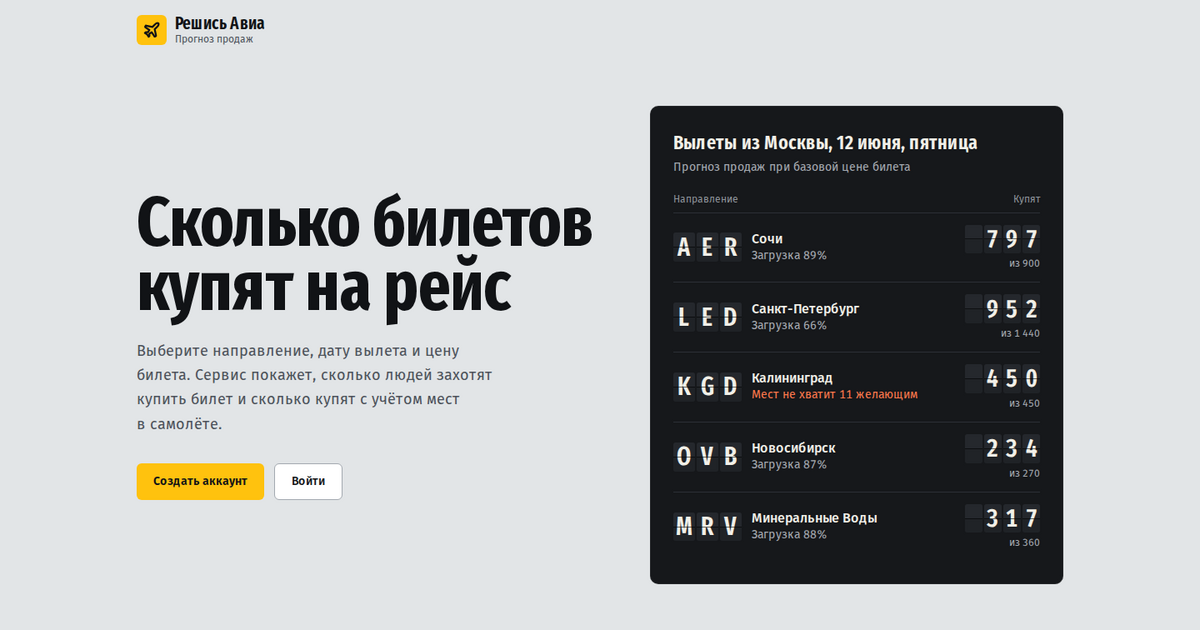 Решись Авиа
Прогноз продаж
Сколько билетов
купят на рейс
Выберите направление, дату вылета и цену
билета. Сервис покажет, сколько людей захотят
купить билет и сколько купят с учётом мест
в самолёте.
Создать аккаунт
Войти
Вылеты из Москвы, 12 июня, пятница
Прогноз продаж при базовой цене билета
Направление
Купят
AER
Сочи
Загрузка 89%
797
из 900
LED
Санкт-Петербург
Загрузка 66%
952
из 1 440
KGD
Калининград
Мест не хватит 11 желающим
450
из 450
OVB
Новосибирск
Загрузка 87%
234
из 270
MRV
Минеральные Воды
Загрузка 88%
317
из 360